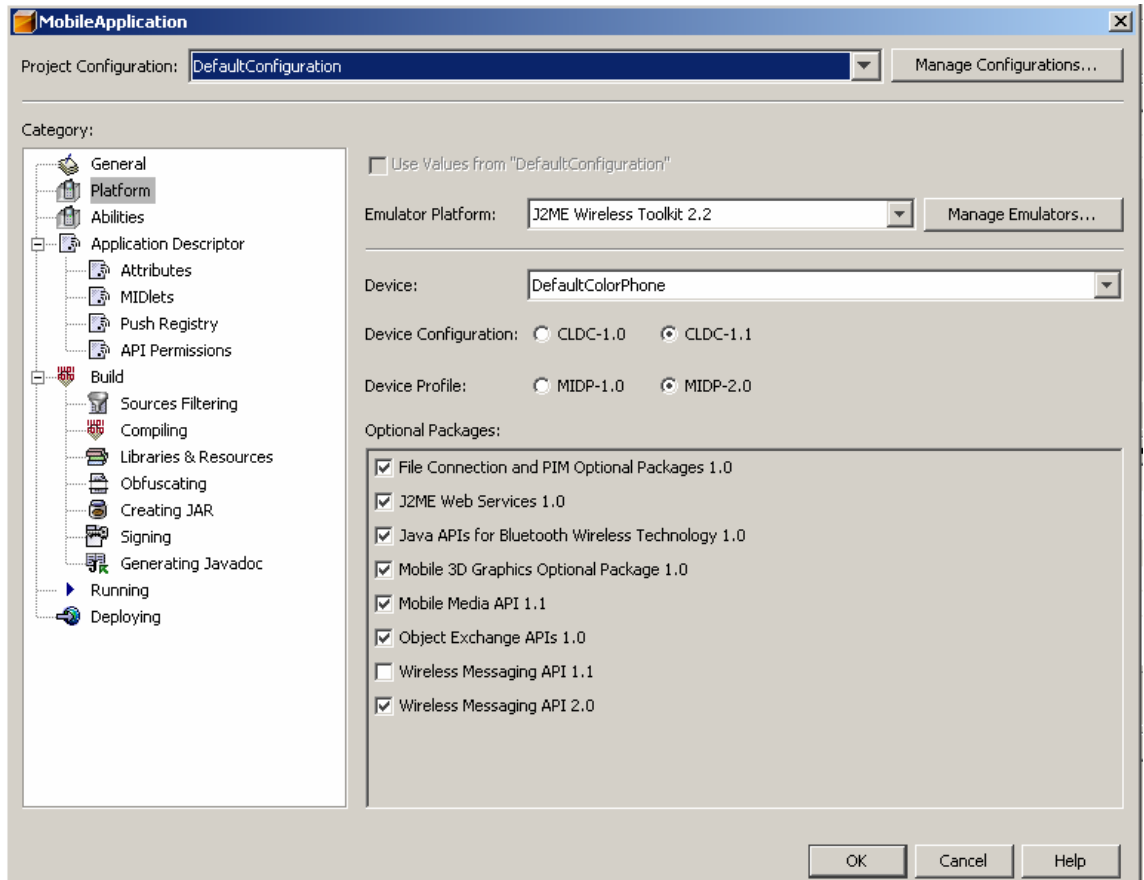 MobileApplication
Project Configuration: DefaultConfiguration Manage Configurations...
Category:
General
Platform
Abilities
Application Descriptor
Attributes
MIDlets
Push Registry
API Permissions
Build
Sources Filtering
Compiling
Libraries & Resources
Obfuscating
Creating JAR
Signing
Generating Javadoc
Running
Deploying
Use Values from "DefaultConfiguration"
Emulator Platform: J2ME Wireless Toolkit 2.2 Manage Emulators...
Device: DefaultColorPhone
Device Configuration: CLDC-1.0 CLDC-1.1
Device Profile: MIDP-1.0 MIDP-2.0
Optional Packages:
File Connection and PIM Optional Packages 1.0
J2ME Web Services 1.0
Java APIs for Bluetooth Wireless Technology 1.0
Mobile 3D Graphics Optional Package 1.0
Mobile Media API 1.1
Object Exchange APIs 1.0
Wireless Messaging API 1.1
Wireless Messaging API 2.0
OK Cancel Help